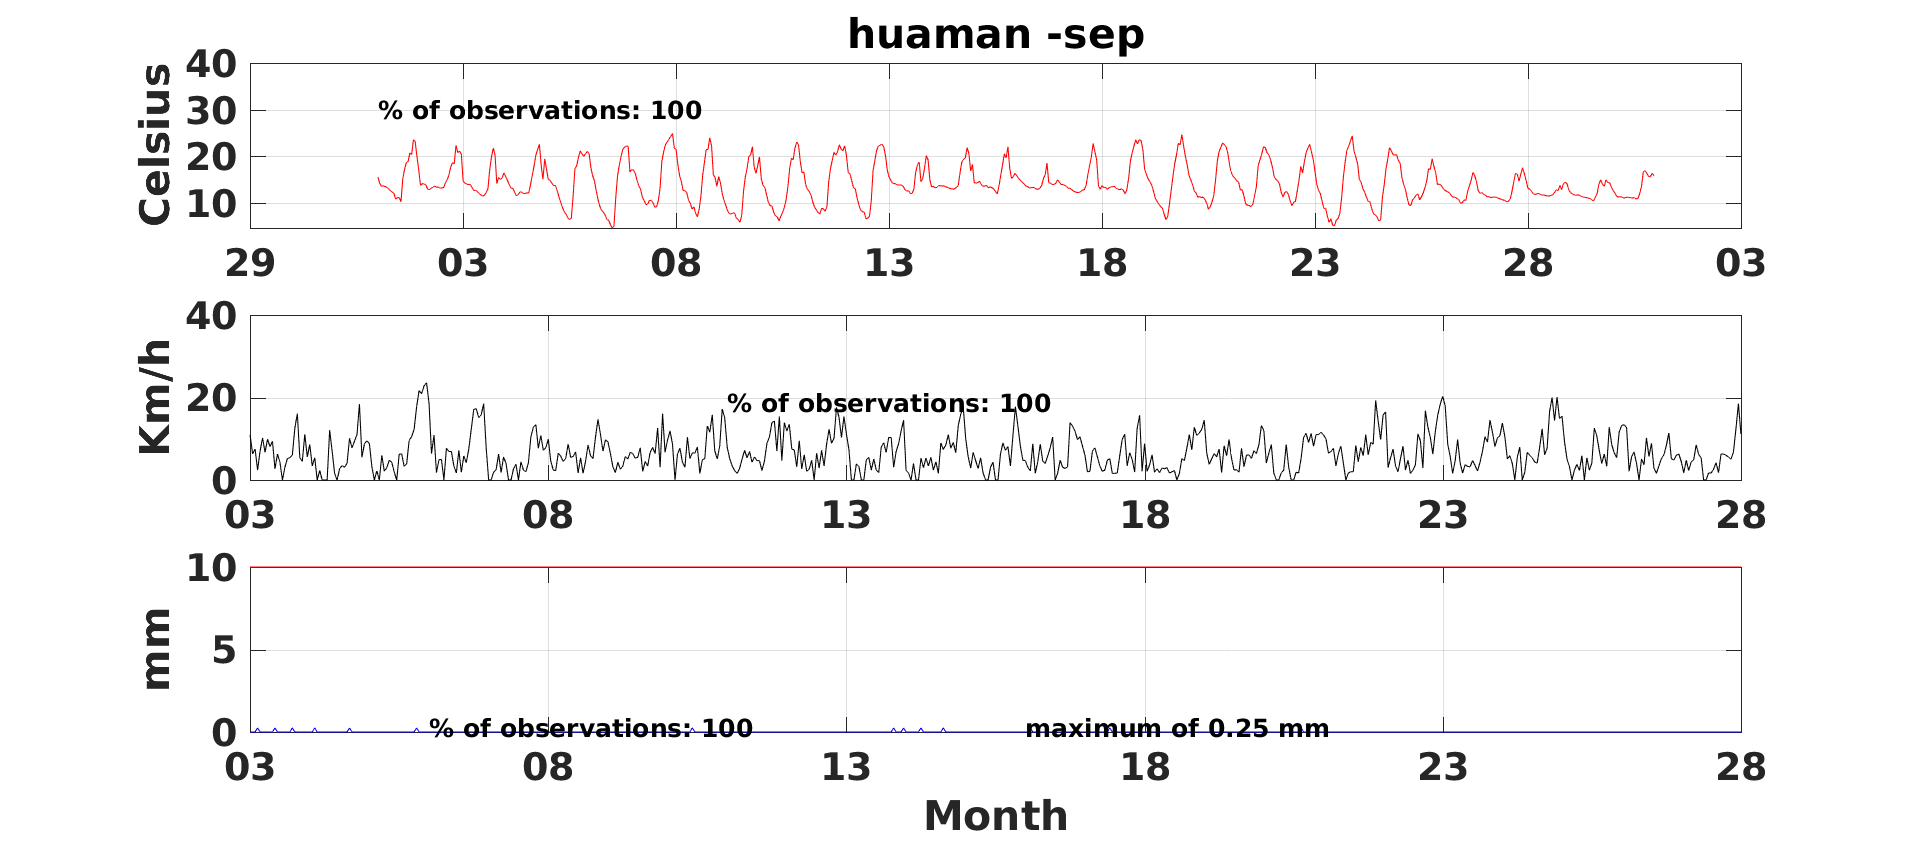 huaman -sep
Celsius
40
30
20
10
% of observations: 100
29 03 08 13 18 23 28 03
Km/h
40
20
0
% of observations: 100
03 08 13 18 23 28
mm
10
5
0
% of observations: 100 maximum of 0.25 mm
03 08 13 18 23 28
Month